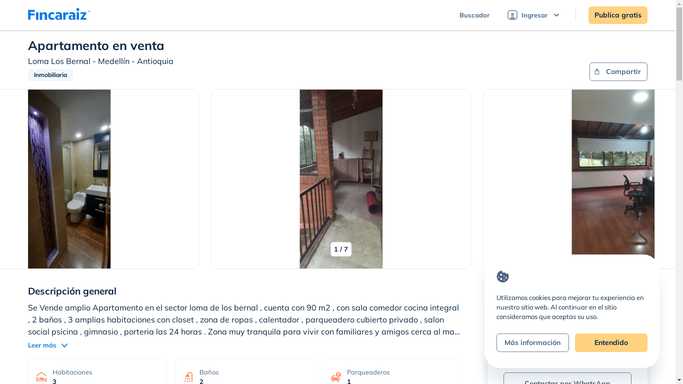 Fincaraiz
Buscador
Ingresar
Publica gratis
Apartamento en venta
Loma Los Bernal - Medellín - Antioquia
Inmobiliaria
Compartir
1 / 7
Descripción general
Se Vende amplio Apartamento en el sector loma de los bernal , cuenta con 90 m2 , con sala comedor cocina integral
, 2 baños , 3 amplias habitaciones con closet , zona de ropas , calentador , parqueadero cubierto privado , salon
social psicina , gimnasio , porteria las 24 horas . Zona muy tranquila para vivir con familiares y amigos cerca al ma...
Leer más
Habitaciones
3
Baños
2
Parqueaderos
1
Utilizamos cookies para mejorar tu experiencia en
nuestro sitio web. Al continuar en el sitio
consideramos que aceptas su uso.
Más información
Entendido
Contactar por WhatsApp